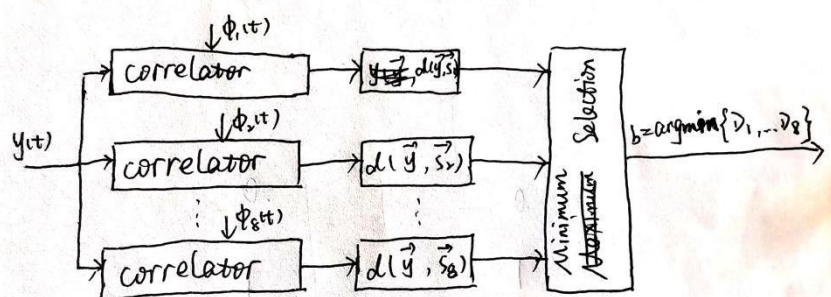 ϕ₁(t)
correlator
d(y⃗,s⃗₁)
ϕ₂(t)
y(t)
correlator
d(y⃗,s⃗₂)
Minimum Selection
b=argmin{D₁,...D₈}
⋮
⋮
ϕ₈(t)
correlator
d(y⃗,s⃗₈)